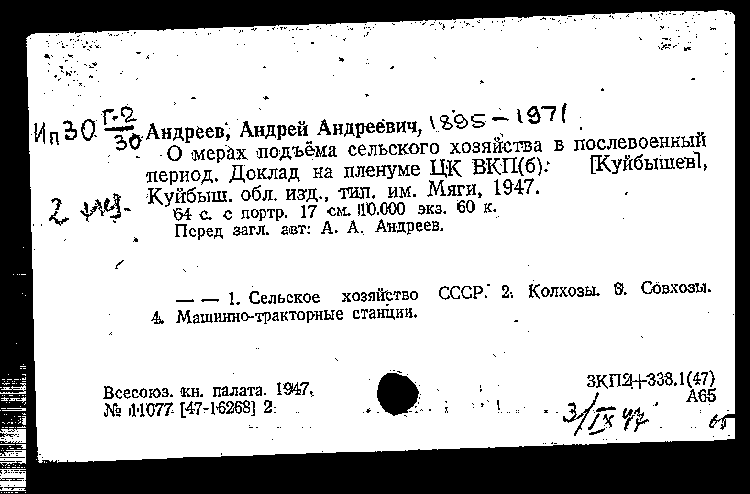 Ип30 Г-2/30 Андреев, Андрей Андреевич, 1895-1971
О мерах подъёма сельского хозяйства в послевоенный
период. Доклад на пленуме ЦК ВКП(б). [Куйбышев],
Куйбыш. обл. изд., тип. им. Мяги, 1947.
64 с. с портр. 17 см. 10.000 экз. 60 к.
Перед загл. авт: А. А. Андреев.
— — 1. Сельское хозяйство СССР. 2. Колхозы. 3. Совхозы.
4. Машинно-тракторные станции.
Всесоюз. кн. палата. 1947.
№ 11077 [47-16268] 2
3КП2+338.1(47)
А65
3/IX 47